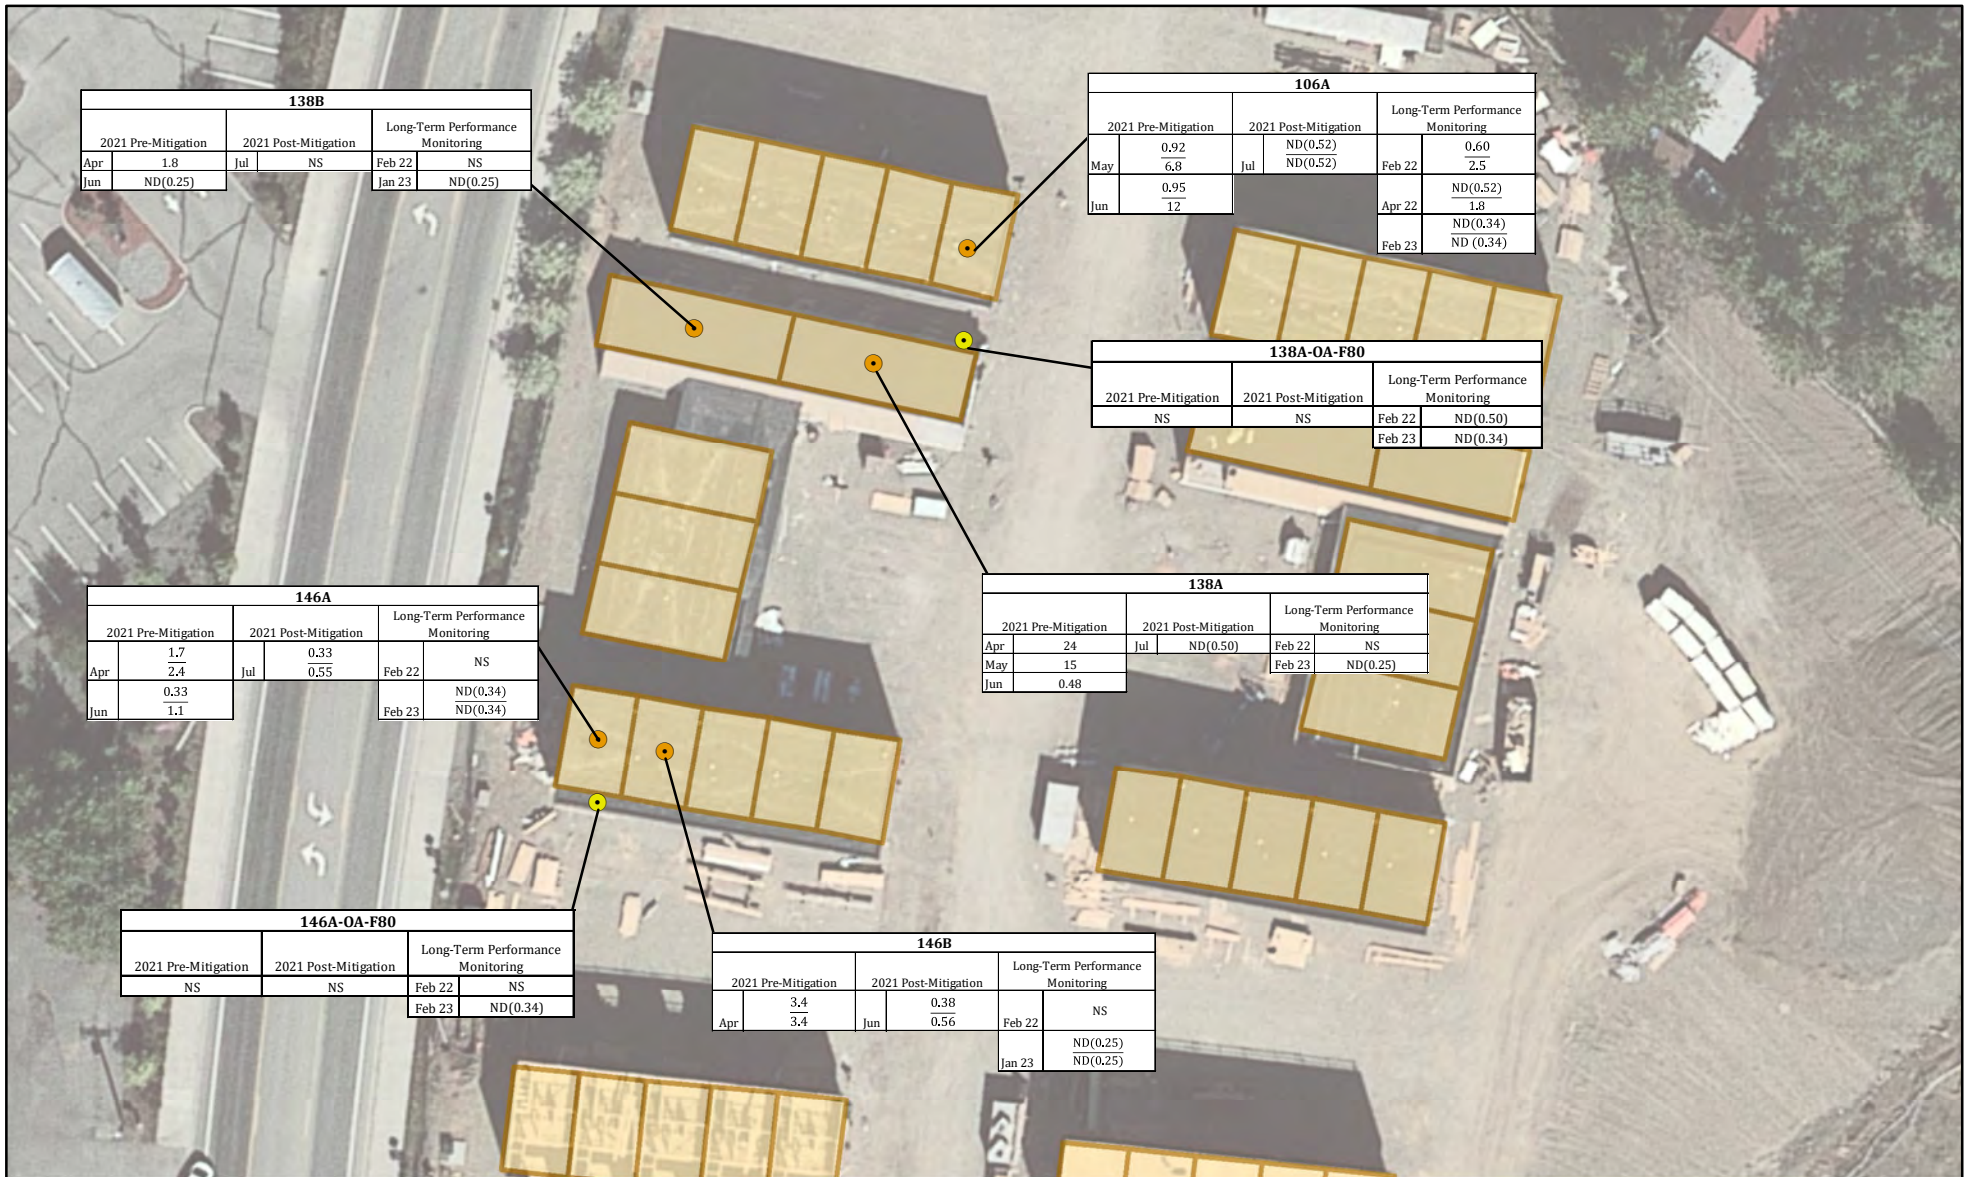 138B
2021 Pre-Mitigation 2021 Post-Mitigation Long-Term Performance Monitoring
Apr 1.8 Jul NS Feb 22 NS
Jun ND(0.25) Jan 23 ND(0.25)
106A
2021 Pre-Mitigation 2021 Post-Mitigation Long-Term Performance Monitoring
May 0.92 6.8 Jul ND(0.52) ND(0.52) Feb 22 0.60 2.5
Jun 0.95 12 Apr 22 ND(0.52) 1.8
Feb 23 ND(0.34) ND (0.34)
138A-OA-F80
2021 Pre-Mitigation 2021 Post-Mitigation Long-Term Performance Monitoring
NS NS Feb 22 ND(0.50)
Feb 23 ND(0.34)
146A
2021 Pre-Mitigation 2021 Post-Mitigation Long-Term Performance Monitoring
Apr 1.7 2.4 Jul 0.33 0.55 Feb 22 NS
Jun 0.33 1.1 Feb 23 ND(0.34) ND(0.34)
138A
2021 Pre-Mitigation 2021 Post-Mitigation Long-Term Performance Monitoring
Apr 24 Jul ND(0.50) Feb 22 NS
May 15 Feb 23 ND(0.25)
Jun 0.48
146A-OA-F80
2021 Pre-Mitigation 2021 Post-Mitigation Long-Term Performance Monitoring
NS NS Feb 22 NS
Feb 23 ND(0.34)
146B
2021 Pre-Mitigation 2021 Post-Mitigation Long-Term Performance Monitoring
Apr 3.4 3.4 Jun 0.38 0.56 Feb 22 NS
Jan 23 ND(0.25) ND(0.25)